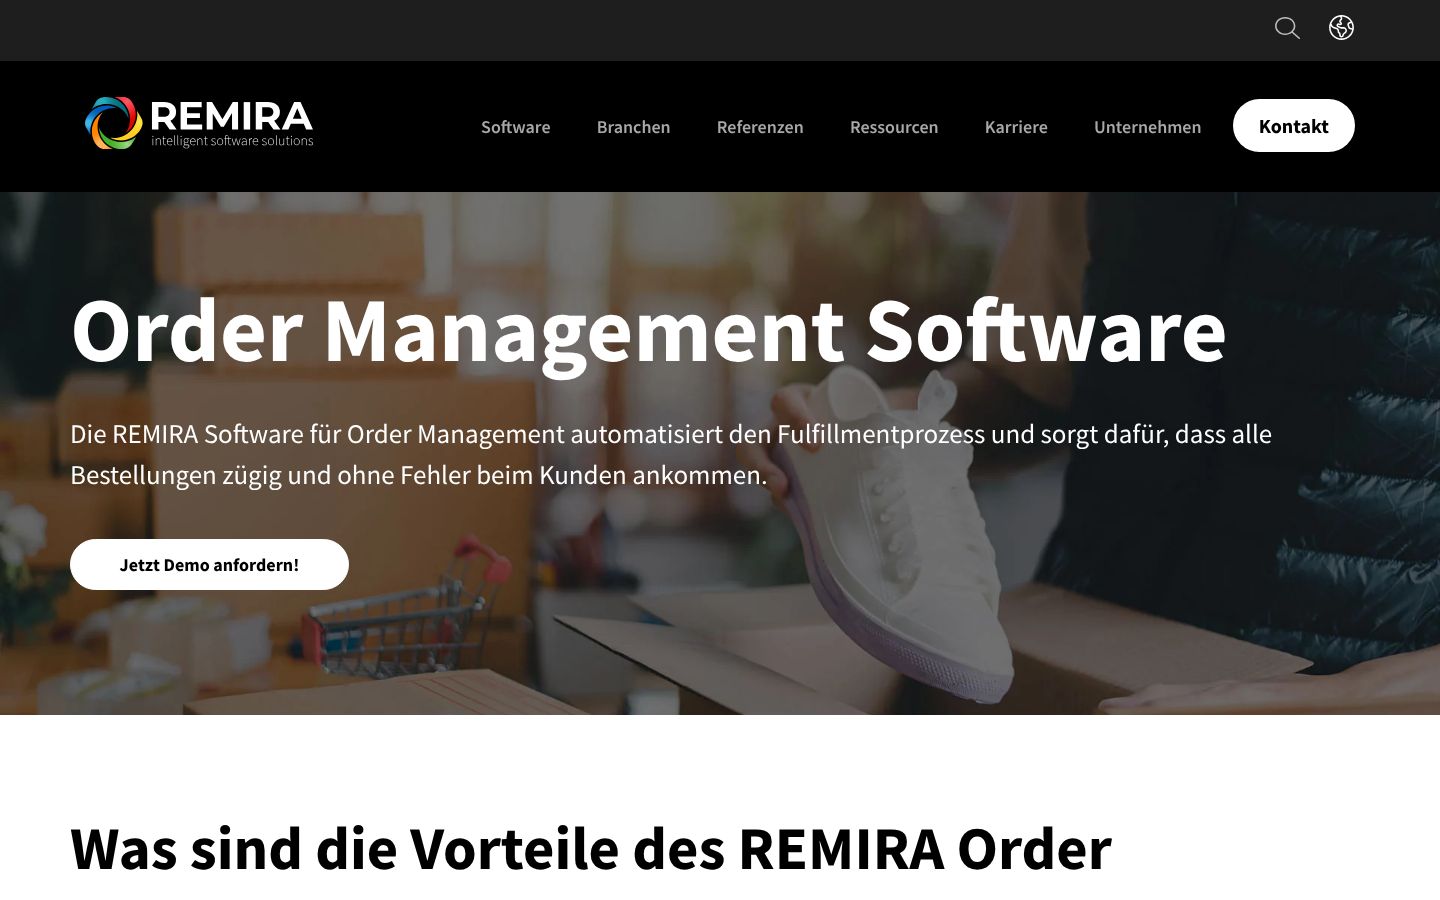 REMIRA
intelligent software solutions
Software
Branchen
Referenzen
Ressourcen
Karriere
Unternehmen
Kontakt
Order Management Software
Die REMIRA Software für Order Management automatisiert den Fulfillmentprozess und sorgt dafür, dass alle
Bestellungen zügig und ohne Fehler beim Kunden ankommen.
Jetzt Demo anfordern!
Was sind die Vorteile des REMIRA Order